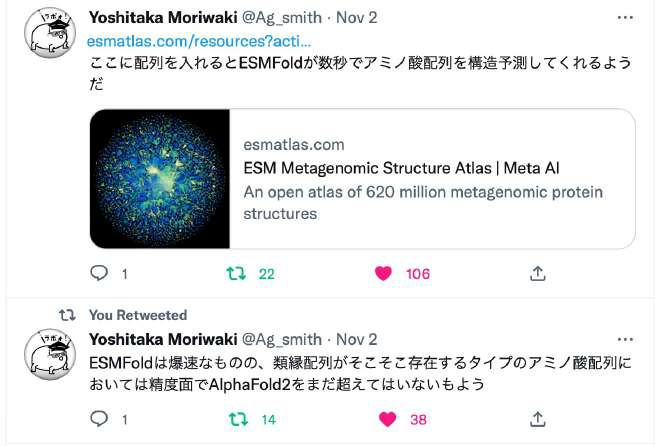 Yoshitaka Moriwaki @Ag_smith · Nov 2
esmatlas.com/resources?acti...
ここに配列を入れるとESMFoldが数秒でアミノ酸配列を構造予測してくれるよう
だ
esmatlas.com
ESM Metagenomic Structure Atlas | Meta AI
An open atlas of 620 million metagenomic protein
structures
1 22 106
You Retweeted
Yoshitaka Moriwaki @Ag_smith · Nov 2
ESMFoldは爆速なものの、類縁配列がそこそこ存在するタイプのアミノ酸配列に
おいては精度面でAlphaFold2をまだ超えてはいないもよう
1 14 38